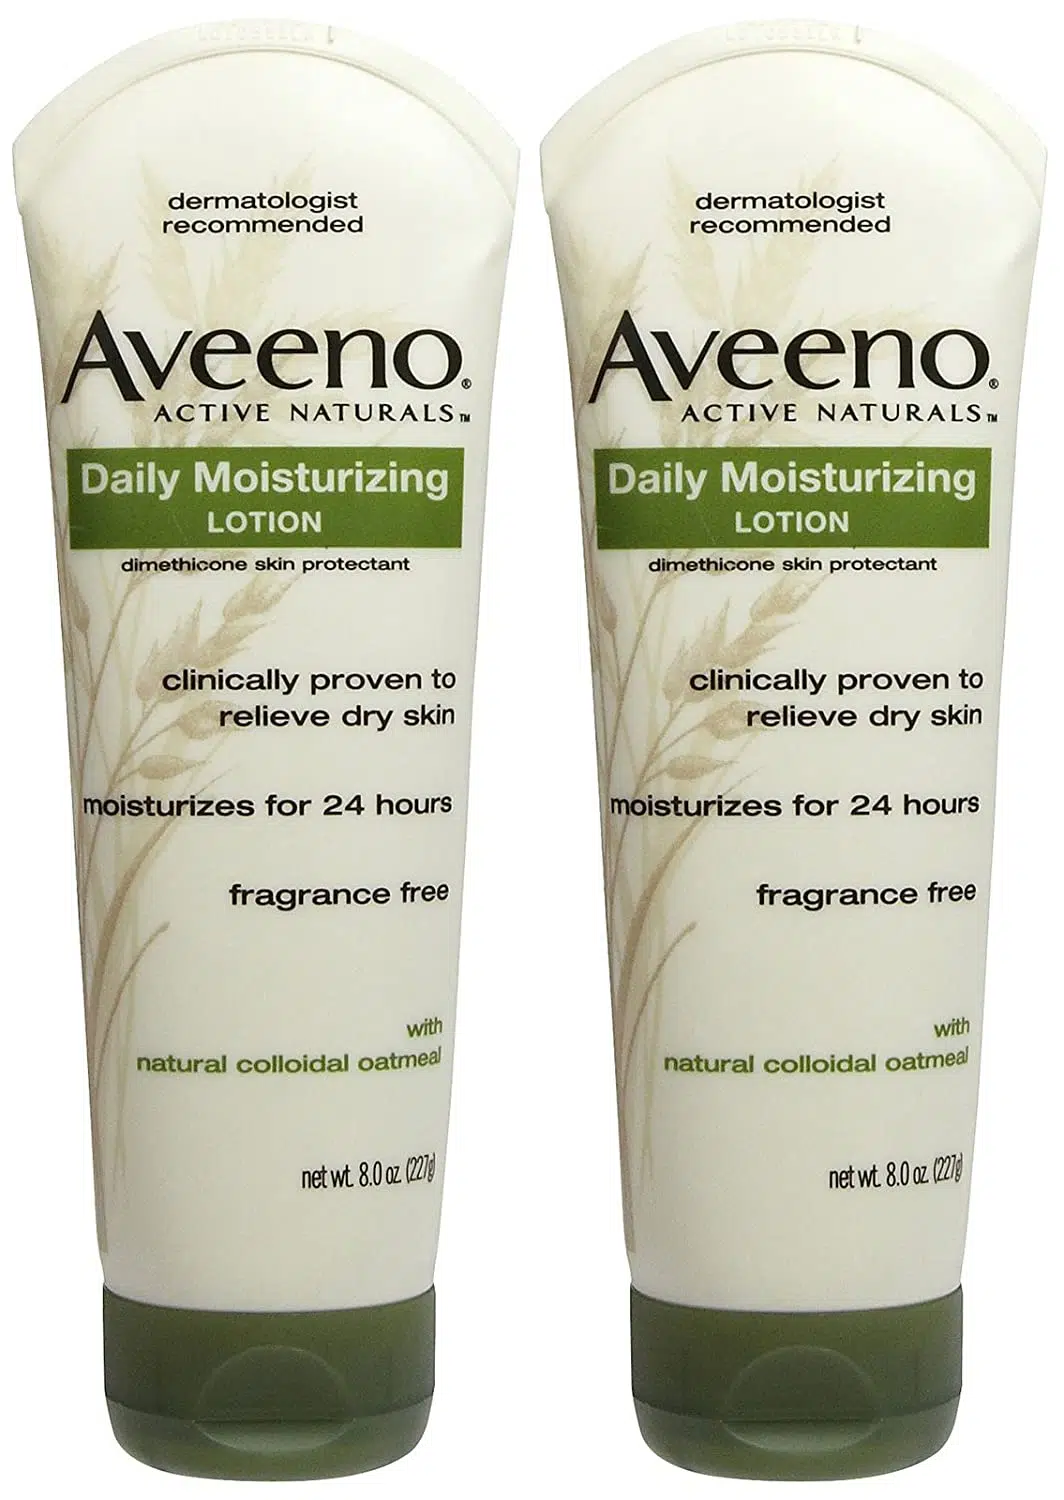 dermatologist
recommended
Aveeno®
ACTIVE NATURALS™
Daily Moisturizing
LOTION
dimethicone skin protectant
clinically proven to
relieve dry skin
moisturizes for 24 hours
fragrance free
with
natural colloidal oatmeal
net wt. 8.0 oz. (227g)
dermatologist
recommended
Aveeno®
ACTIVE NATURALS™
Daily Moisturizing
LOTION
dimethicone skin protectant
clinically proven to
relieve dry skin
moisturizes for 24 hours
fragrance free
with
natural colloidal oatmeal
net wt. 8.0 oz. (227g)